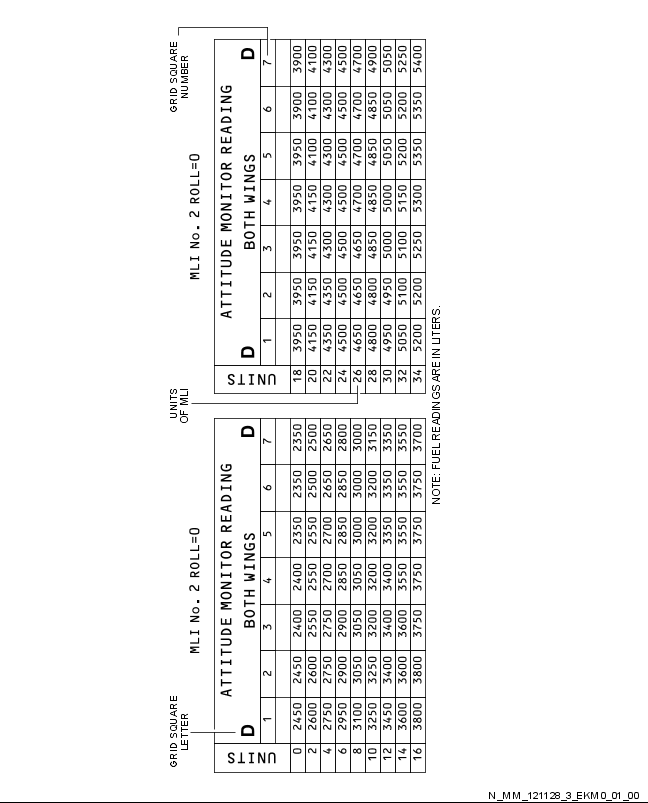 GRID SQUARE
LETTER
MLI No. 2 ROLL=0
UNITS
ATTITUDE MONITOR READING
D BOTH WINGS D
1 2 3 4 5 6 7
0 2450 2450 2400 2400 2350 2350 2350
2 2600 2600 2550 2550 2550 2500 2500
4 2750 2750 2750 2700 2700 2650 2650
6 2950 2900 2900 2850 2850 2850 2800
8 3100 3050 3050 3050 3000 3000 3000
10 3250 3250 3200 3200 3200 3200 3150
12 3450 3400 3400 3400 3350 3350 3350
14 3600 3600 3600 3550 3550 3550 3550
16 3800 3800 3750 3750 3750 3750 3700
UNITS
OF MLI
GRID SQUARE
NUMBER
MLI No. 2 ROLL=0
UNITS
ATTITUDE MONITOR READING
D BOTH WINGS D
1 2 3 4 5 6 7
18 3950 3950 3950 3950 3950 3900 3900
20 4150 4150 4150 4150 4100 4100 4100
22 4350 4350 4300 4300 4300 4300 4300
24 4500 4500 4500 4500 4500 4500 4500
26 4650 4650 4650 4700 4700 4700 4700
28 4800 4800 4850 4850 4850 4850 4900
30 4950 4950 5000 5000 5050 5050 5050
32 5050 5100 5100 5150 5200 5200 5250
34 5200 5200 5250 5300 5350 5350 5400
NOTE: FUEL READINGS ARE IN LITERS.
N_MM_121128_3_EKM0_01_00